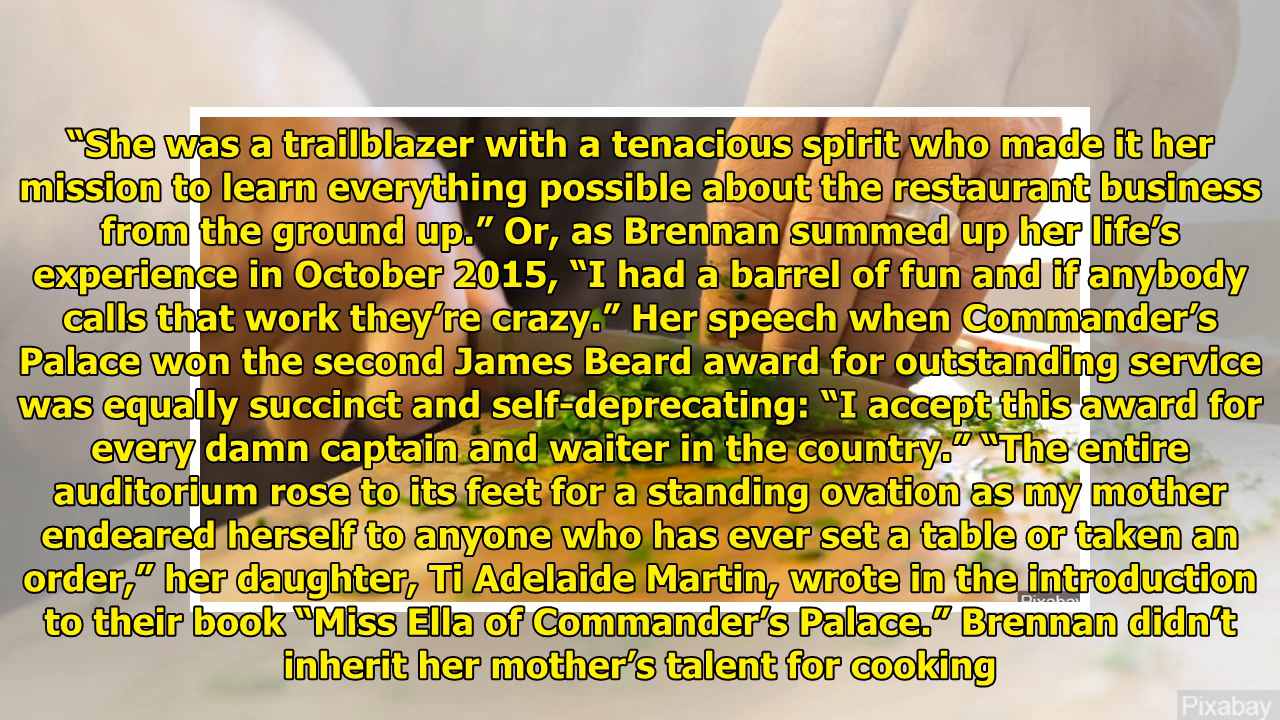 “She was a trailblazer with a tenacious spirit who made it her
mission to learn everything possible about the restaurant business
from the ground up.” Or, as Brennan summed up her life’s
experience in October 2015, “I had a barrel of fun and if anybody
calls that work they’re crazy.” Her speech when Commander’s
Palace won the second James Beard award for outstanding service
was equally succinct and self-deprecating: “I accept this award for
every damn captain and waiter in the country.” “The entire
auditorium rose to its feet for a standing ovation as my mother
endeared herself to anyone who has ever set a table or taken an
order,” her daughter, Ti Adelaide Martin, wrote in the introduction
Pixabay
to their book “Miss Ella of Commander’s Palace.” Brennan didn’t
inherit her mother’s talent for cooking
Pixabay